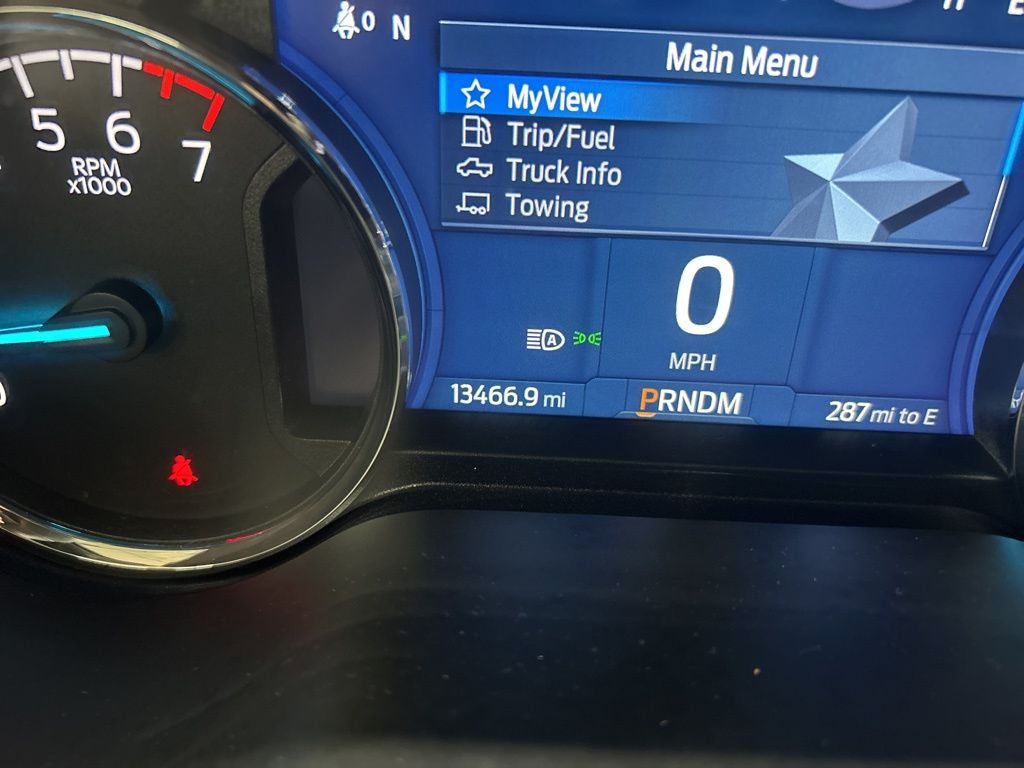 0 N
Main Menu
MyView
Trip/Fuel
Truck Info
Towing
5 6 7
RPM
x1000
0
MPH
A
13466.9 mi
PRNDM
287 mi to E